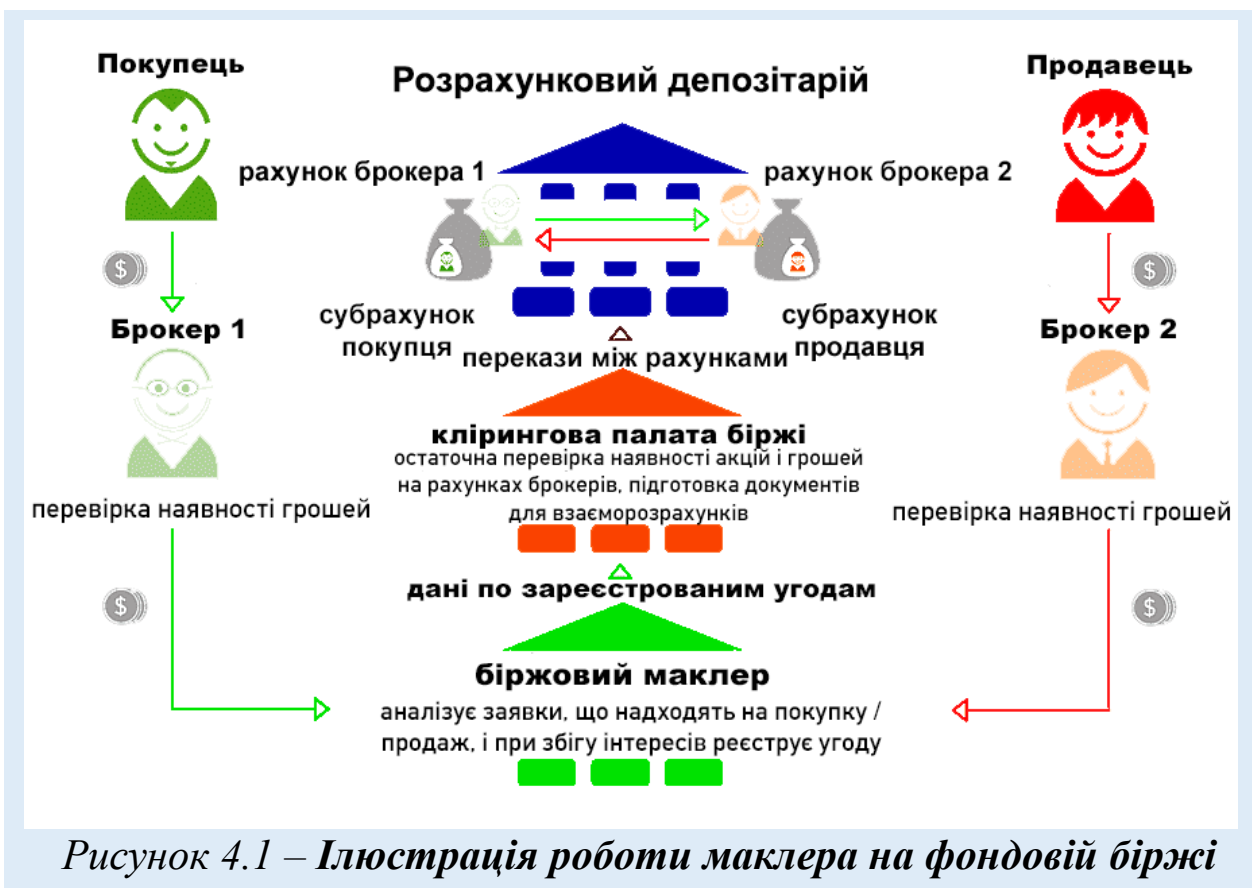 Покупець
Розрахунковий депозітарій
Продавець
рахунок брокера 1
рахунок брокера 2
$
$
субрахунок
покупця
субрахунок
продавця
Брокер 1
Брокер 2
перекази між рахунками
клірингова палата біржі
остаточна перевірка наявності акцій і грошей
на рахунках брокерів, підготовка документів
для взаєморозрахунків
перевірка наявності грошей
перевірка наявності грошей
дані по зареєстрованим угодам
$
$
біржовий маклер
аналізує заявки, що надходять на покупку /
продаж, і при збігу інтересів реєструє угоду
Рисунок 4.1 – Ілюстрація роботи маклера на фондовій біржі